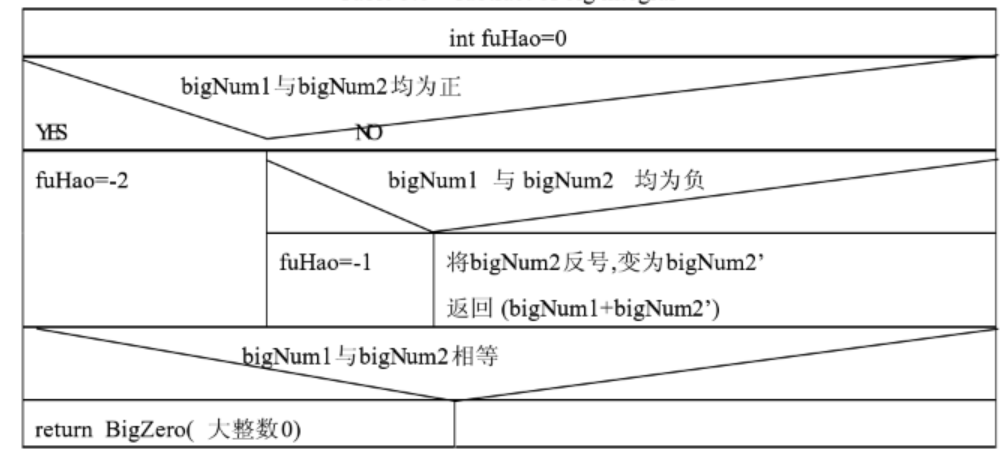 int fuHao=0
bigNum1与bigNum2均为正
YES NO
fuHao=-2
bigNum1 与 bigNum2 均为负
fuHao=-1
将bigNum2反号,变为bigNum2’
返回 (bigNum1+bigNum2’)
bigNum1与bigNum2相等
return BigZero( 大整数0)